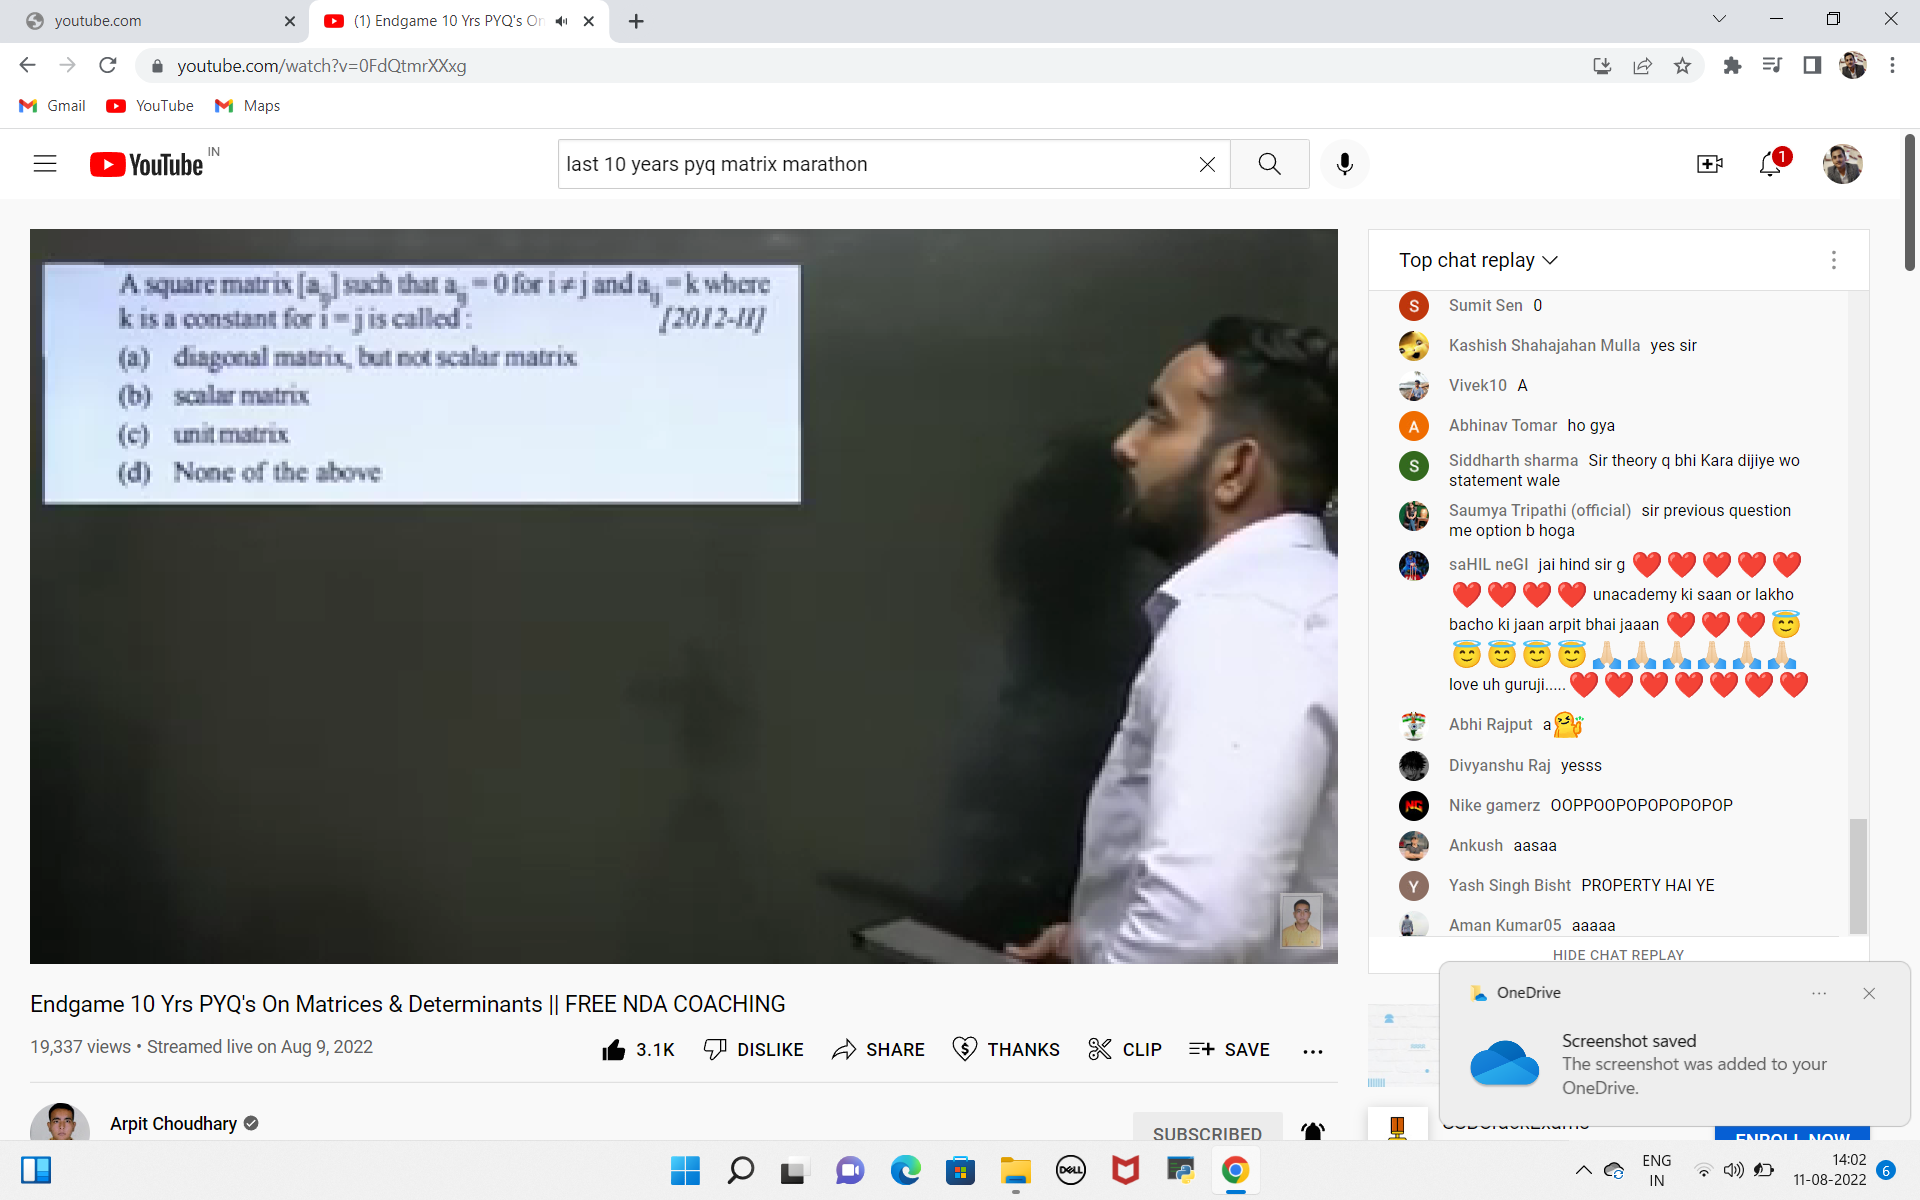 youtube.com
(1) Endgame 10 Yrs PYQ's On
youtube.com/watch?v=0FdQtmrXXxg
Gmail
YouTube
Maps
YouTube IN
last 10 years pyq matrix marathon
1
A square matrix [aij] such that aij = 0 for i ≠ j and aij = k where
k is a constant for i = j is called : [2012-II]
(a) diagonal matrix, but not scalar matrix
(b) scalar matrix
(c) unit matrix
(d) None of the above
Top chat replay
S Sumit Sen 0
Kashish Shahajahan Mulla yes sir
Vivek10 A
A Abhinav Tomar ho gya
S Siddharth sharma Sir theory q bhi Kara dijiye wo
statement wale
Saumya Tripathi (official) sir previous question
me option b hoga
saHIL neGI jai hind sir g ❤️❤️❤️❤️❤️
❤️❤️❤️❤️ unacademy ki saan or lakho
bacho ki jaan arpit bhai jaaan ❤️❤️❤️😇
😇😇😇😇🙏🏻🙏🏻🙏🏻🙏🏻🙏🏻🙏🏻
love uh guruji..... ❤️❤️❤️❤️❤️❤️❤️
Abhi Rajput a
Divyanshu Raj yesss
NG Nike gamerz OOPPOOPOPOPOPOPOP
Ankush aasaa
Y Yash Singh Bisht PROPERTY HAI YE
Aman Kumar05 aaaaa
HIDE CHAT REPLAY
Endgame 10 Yrs PYQ's On Matrices & Determinants || FREE NDA COACHING
19,337 views • Streamed live on Aug 9, 2022
3.1K DISLIKE SHARE THANKS CLIP SAVE
Arpit Choudhary
SUBSCRIBED
OneDrive
Screenshot saved
The screenshot was added to your
OneDrive.
ENROLL NOW
DELL
ENG
IN
14:02
11-08-2022
6